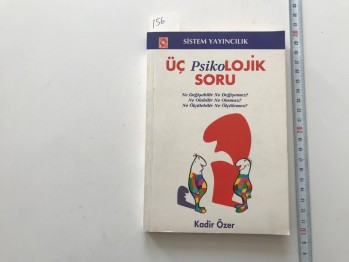 156
SİSTEM YAYINCILIK
ÜÇ PsikoLOJİK
SORU
Ne Değişebilir Ne Değişemez?
Ne Olabilir Ne Olamaz?
Ne Ölçülebilir Ne Ölçülemez?
Kadir Özer